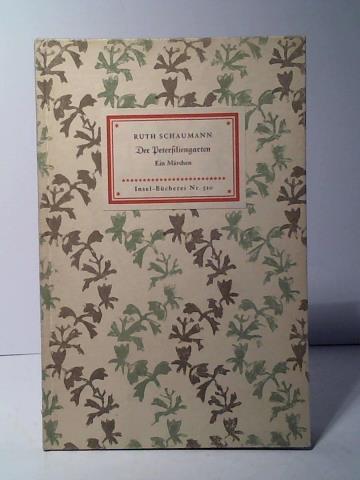 RUTH SCHAUMANN
Der Petersiliengarten
Ein Märchen
Insel-Bücherei Nr. 510